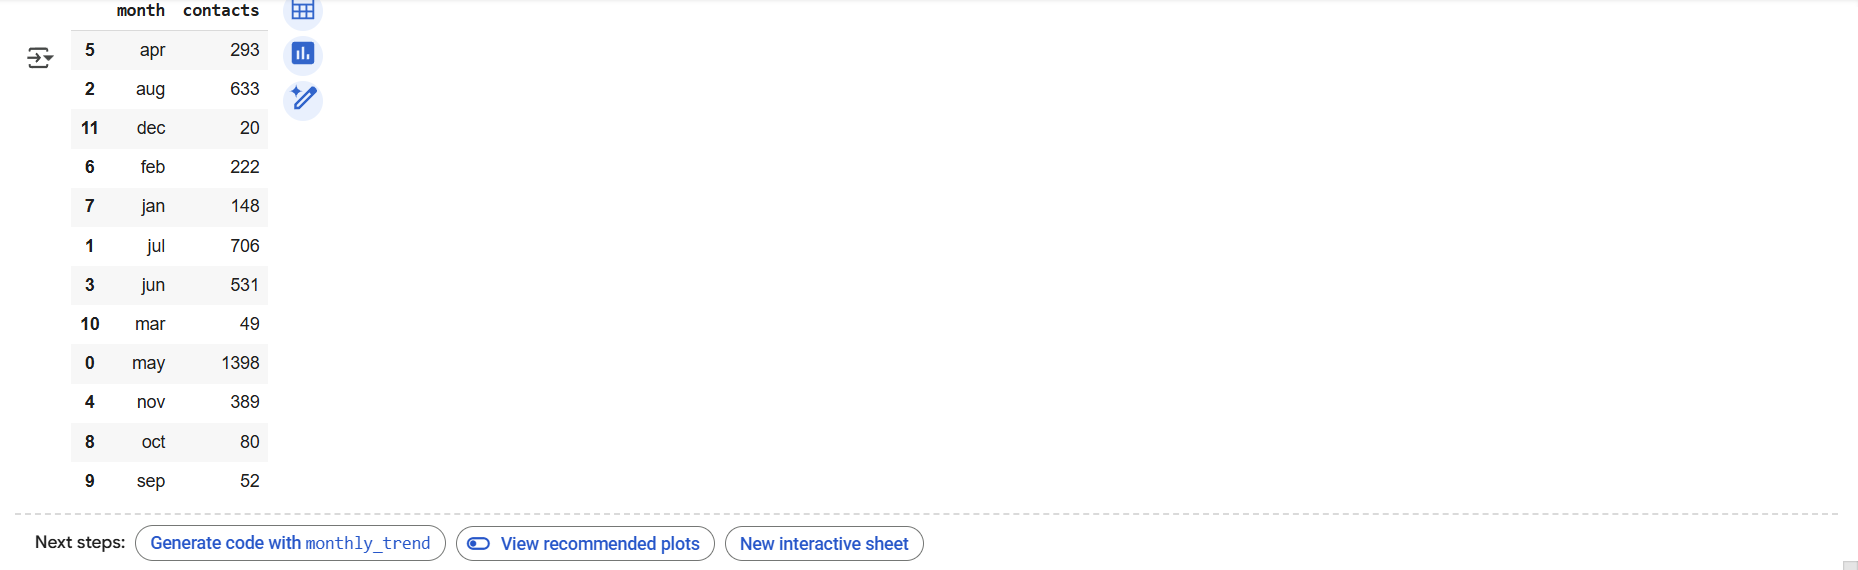 month contacts
5 apr 293
2 aug 633
11 dec 20
6 feb 222
7 jan 148
1 jul 706
3 jun 531
10 mar 49
0 may 1398
4 nov 389
8 oct 80
9 sep 52
Next steps: Generate code with monthly_trend View recommended plots New interactive sheet